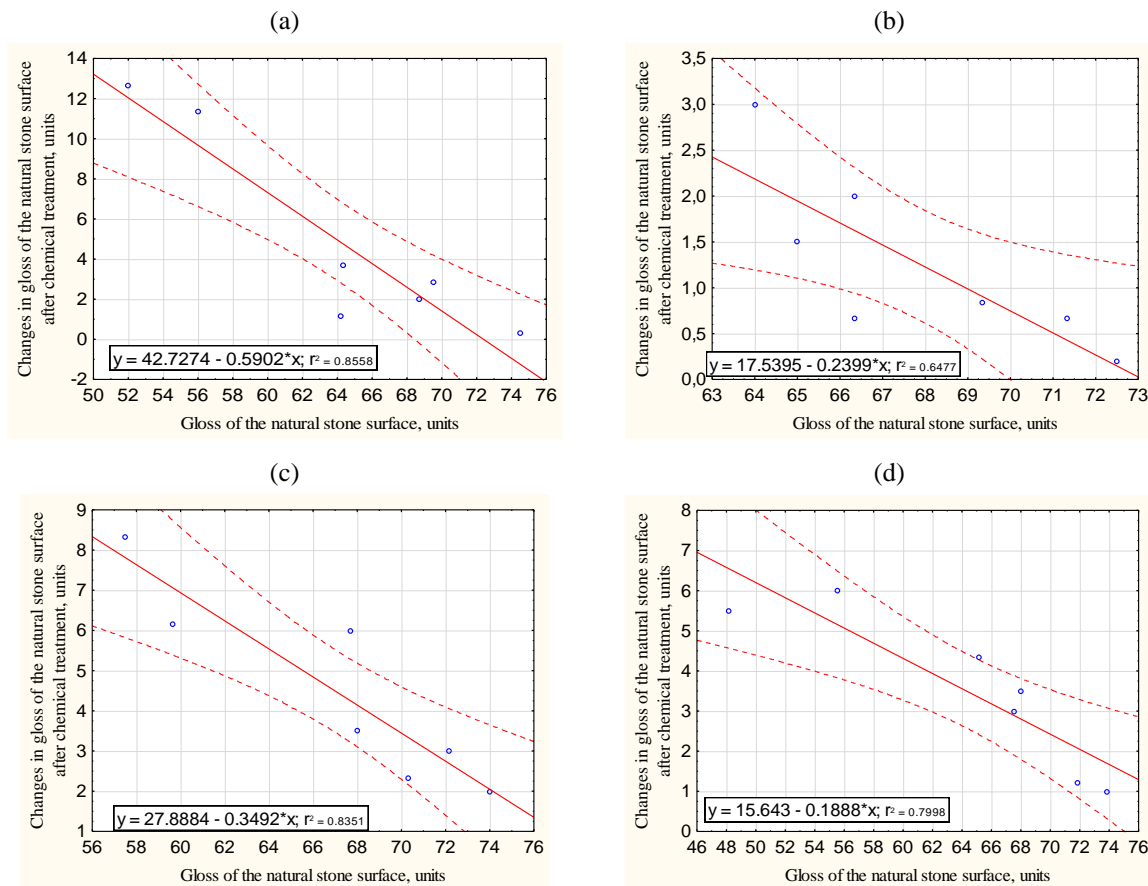 (a)
Changes in gloss of the natural stone surface
after chemical treatment, units
14
12
10
8
6
4
2
0
-2
y = 42.7274 - 0.5902*x; r² = 0.8558
50 52 54 56 58 60 62 64 66 68 70 72 74 76
Gloss of the natural stone surface, units
(b)
Changes in gloss of the natural stone surface
after chemical treatment, units
3,5
3,0
2,5
2,0
1,5
1,0
0,5
0,0
y = 17.5395 - 0.2399*x; r² = 0.6477
63 64 65 66 67 68 69 70 71 72 73
Gloss of the natural stone surface, units
(c)
Changes in gloss of the natural stone surface
after chemical treatment, units
9
8
7
6
5
4
3
2
1
y = 27.8884 - 0.3492*x; r² = 0.8351
56 58 60 62 64 66 68 70 72 74 76
Gloss of the natural stone surface, units
(d)
Changes in gloss of the natural stone surface
after chemical treatment, units
8
7
6
5
4
3
2
1
0
y = 15.643 - 0.1888*x; r² = 0.7998
46 48 50 52 54 56 58 60 62 64 66 68 70 72 74 76
Gloss of the natural stone surface, units